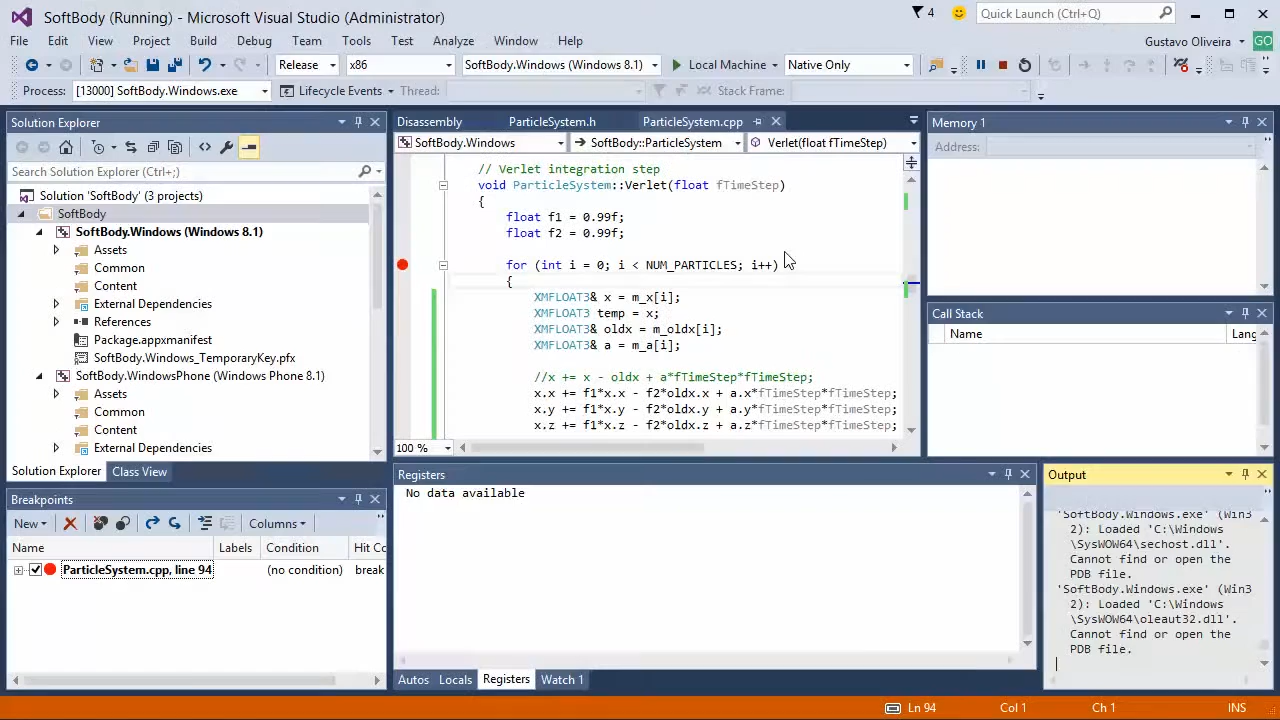 SoftBody (Running) - Microsoft Visual Studio (Administrator)
4
Quick Launch (Ctrl+Q)
File Edit View Project Build Debug Team Tools Test Analyze Window Help
Gustavo Oliveira
GO
Release x86 SoftBody.Windows (Windows 8.1) Local Machine Native Only
Process: [13000] SoftBody.Windows.exe Lifecycle Events Thread: Stack Frame:
Solution Explorer
Search Solution Explorer (Ctrl+;)
Solution 'SoftBody' (3 projects)
SoftBody
SoftBody.Windows (Windows 8.1)
Assets
Common
Content
External Dependencies
References
Package.appxmanifest
SoftBody.Windows_TemporaryKey.pfx
SoftBody.WindowsPhone (Windows Phone 8.1)
Assets
Common
Content
External Dependencies
Solution Explorer Class View
Disassembly ParticleSystem.h ParticleSystem.cpp
SoftBody.Windows SoftBody::ParticleSystem Verlet(float fTimeStep)
// Verlet integration step
void ParticleSystem::Verlet(float fTimeStep)
{
float f1 = 0.99f;
float f2 = 0.99f;
for (int i = 0; i < NUM_PARTICLES; i++)
{
XMFLOAT3& x = m_x[i];
XMFLOAT3 temp = x;
XMFLOAT3& oldx = m_oldx[i];
XMFLOAT3& a = m_a[i];
//x += x - oldx + a*fTimeStep*fTimeStep;
x.x += f1*x.x - f2*oldx.x + a.x*fTimeStep*fTimeStep;
x.y += f1*x.y - f2*oldx.y + a.y*fTimeStep*fTimeStep;
x.z += f1*x.z - f2*oldx.z + a.z*fTimeStep*fTimeStep;
100 %
Memory 1
Address:
Call Stack
Name Lang
Breakpoints
New Columns
Name Labels Condition Hit Co
ParticleSystem.cpp, line 94 (no condition) break
Registers
No data available
Autos Locals Registers Watch 1
Output
'SoftBody.Windows.exe' (Win3
2): Loaded 'C:\Windows
\SysWOW64\sechost.dll'.
Cannot find or open the
PDB file.
'SoftBody.Windows.exe' (Win3
2): Loaded 'C:\Windows
\SysWOW64\oleaut32.dll'.
Cannot find or open the
PDB file.
Ln 94 Col 1 Ch 1 INS